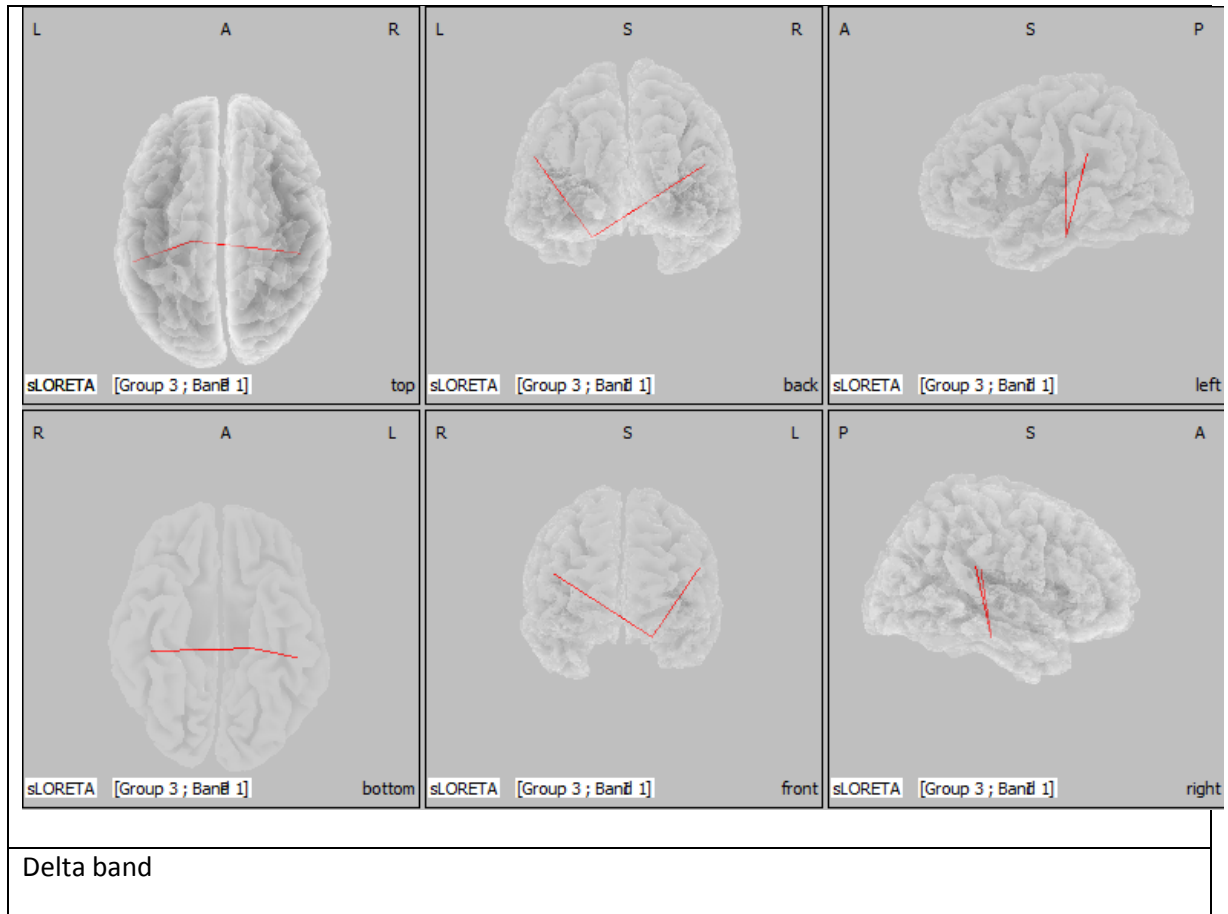 L A R
L S R
A S P
sLORETA [Group 3 ; Band 1] top
sLORETA [Group 3 ; Band 1] back
sLORETA [Group 3 ; Band 1] left
R A L
R S L
P S A
sLORETA [Group 3 ; Band 1] bottom
sLORETA [Group 3 ; Band 1] front
sLORETA [Group 3 ; Band 1] right
Delta band